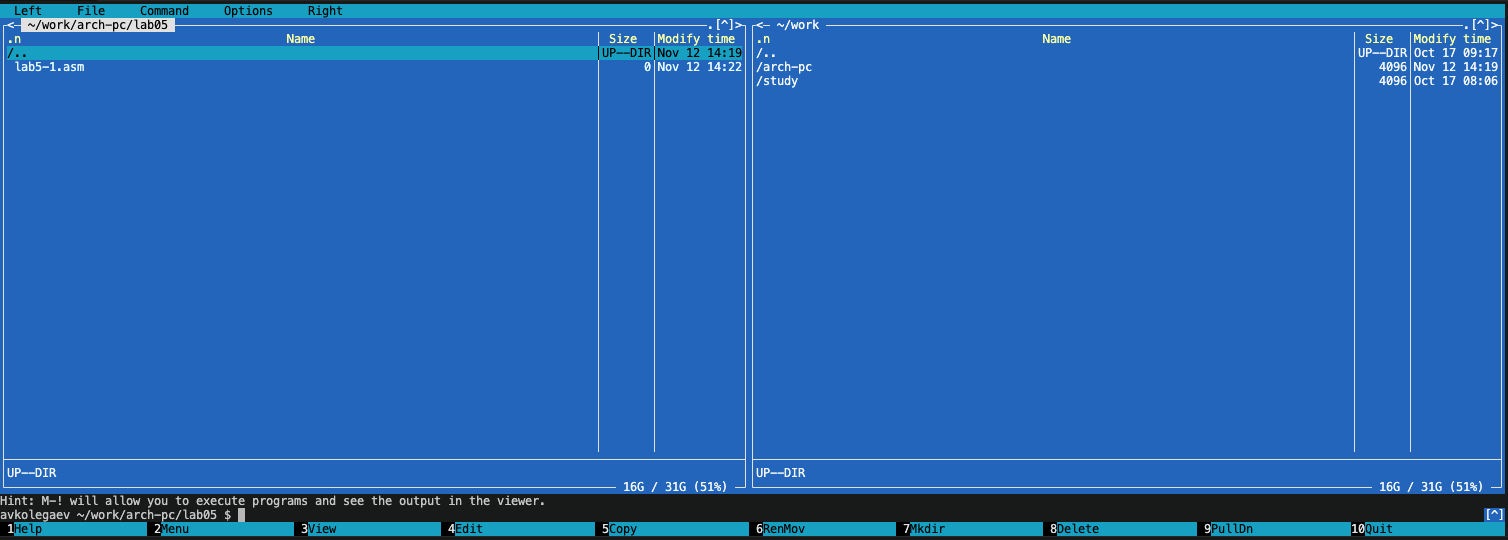 Left File Command Options Right
<- ~/work/arch-pc/lab05 .[^]> <- ~/work .[^]>
.n Name Size Modify time .n Name Size Modify time
/.. UP--DIR Nov 12 14:19 /.. UP--DIR Oct 17 09:17
lab5-1.asm 0 Nov 12 14:22 /arch-pc 4096 Nov 12 14:19
/study 4096 Oct 17 08:06
UP--DIR UP--DIR
16G / 31G (51%) 16G / 31G (51%)
Hint: M-! will allow you to execute programs and see the output in the viewer.
avkolegaev ~/work/arch-pc/lab05 $ [^]
1Help 2Menu 3View 4Edit 5Copy 6RenMov 7Mkdir 8Delete 9PullDn 10Quit